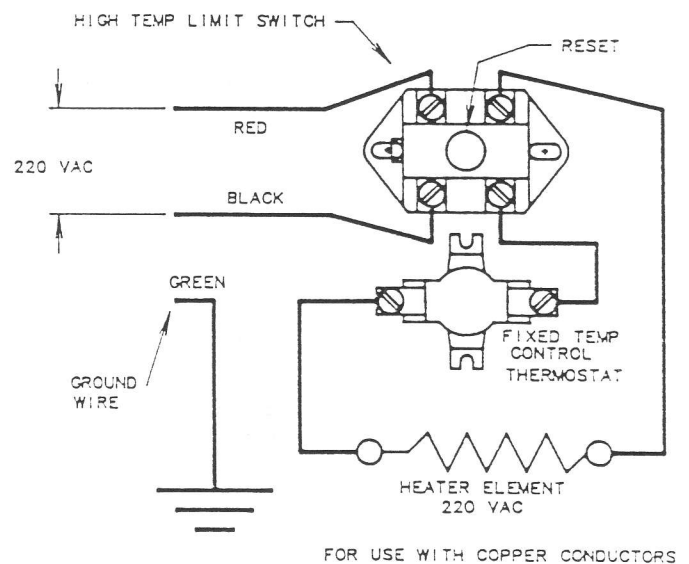 HIGH TEMP LIMIT SWITCH
RESET
RED
220 VAC
BLACK
GREEN
FIXED TEMP
CONTROL
THERMOSTAT
GROUND
WIRE
HEATER ELEMENT
220 VAC
FOR USE WITH COPPER CONDUCTORS